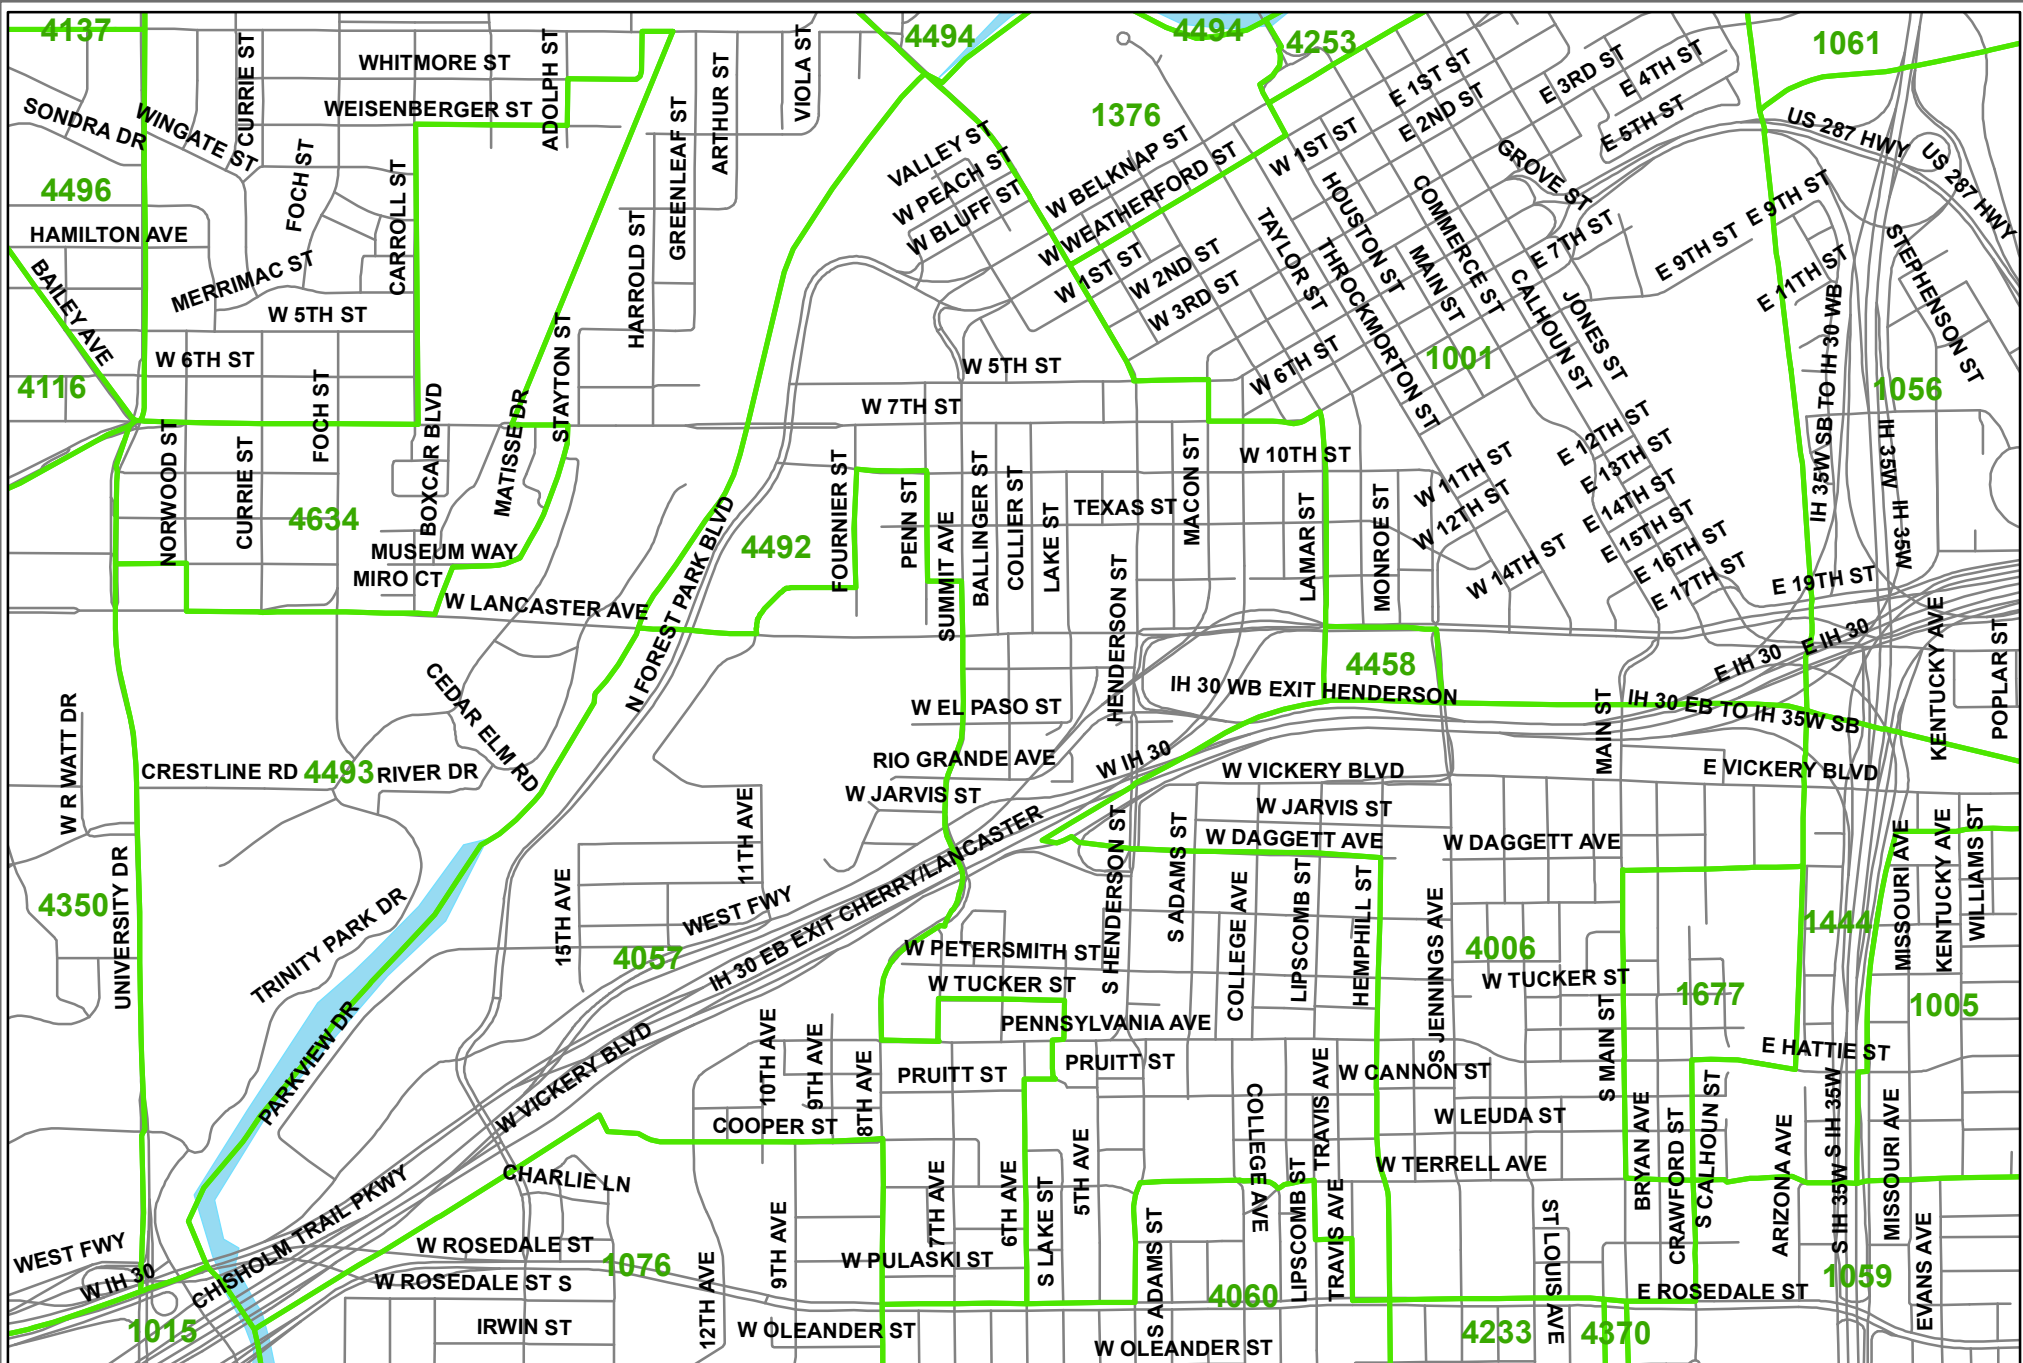 4137
4494
4494
4253
1061
CURRIE ST
WHITMORE ST
ADOLPH ST
ARTHUR ST
VIOLA ST
E 1ST ST
E 3RD ST
E 4TH ST
SONDRA DR
WINGATE ST
WEISENBERGER ST
GREENLEAF ST
1376
E 2ND ST
E 5TH ST
US 287 HWY
US 287 HWY
4496
FOCH ST
CARROLL ST
VALLEY ST
W PEACH ST
W BLUFF ST
W BELKNAP ST
W WEATHERFORD ST
W 1ST ST
GROVE ST
HAMILTON AVE
BAILEY AVE
MERRIMAC ST
W 5TH ST
HARROLD ST
W 1ST ST
W 2ND ST
W 3RD ST
TAYLOR ST
THROCKMORTON ST
HOUSTON ST
MAIN ST
COMMERCE ST
CALHOUN ST
JONES ST
E 7TH ST
E 9TH ST
E 9TH ST
E 11TH ST
IH 35W SB TO IH 30 WB
STEPHENSON ST
W 6TH ST
4116
FOCH ST
BOXCAR BLVD
MATISSE DR
STAYTON ST
W 5TH ST
W 7TH ST
W 6TH ST
1001
1056
NORWOOD ST
CURRIE ST
4634
MUSEUM WAY
MIRO CT
W LANCASTER AVE
N FOREST PARK BLVD
4492
FOURNIER ST
PENN ST
SUMMIT AVE
BALLINGER ST
COLLIER ST
LAKE ST
TEXAS ST
MACON ST
W 10TH ST
LAMAR ST
MONROE ST
W 11TH ST
W 12TH ST
W 14TH ST
E 12TH ST
E 13TH ST
E 14TH ST
E 15TH ST
E 16TH ST
E 17TH ST
E 19TH ST
IH 35W
IH 35W
HENDERSON ST
4458
E IH 30
E IH 30
KENTUCKY AVE
POPLAR ST
W R WATT DR
CEDAR ELM RD
W EL PASO ST
IH 30 WB EXIT HENDERSON
MAIN ST
IH 30 EB TO IH 35W SB
CRESTLINE RD
4493
RIVER DR
RIO GRANDE AVE
W JARVIS ST
W IH 30
W VICKERY BLVD
E VICKERY BLVD
W JARVIS ST
W DAGGETT AVE
W DAGGETT AVE
4350
UNIVERSITY DR
TRINITY PARK DR
PARKVIEW DR
15TH AVE
11TH AVE
WEST FWY
4057
IH 30 EB EXIT CHERRY/LANCASTER
W VICKERY BLVD
W PETERSMITH ST
W TUCKER ST
PENNSYLVANIA AVE
S HENDERSON ST
S ADAMS ST
COLLEGE AVE
LIPSCOMB ST
HEMPHILL ST
S JENNINGS AVE
4006
W TUCKER ST
S MAIN ST
1677
1444
MISSOURI AVE
KENTUCKY AVE
WILLIAMS ST
1005
10TH AVE
9TH AVE
8TH AVE
PRUITT ST
PRUITT ST
W CANNON ST
E HATTIE ST
COOPER ST
CHARLIE LN
W LEUDA ST
W TERRELL AVE
COLLEGE AVE
TRAVIS AVE
5TH AVE
BRYAN AVE
CRAWFORD ST
S CALHOUN ST
ARIZONA AVE
S IH 35W
S IH 35W
MISSOURI AVE
WEST FWY
W IH 30
CHISHOLM TRAIL PKWY
W ROSEDALE ST
W ROSEDALE ST S
1076
12TH AVE
9TH AVE
7TH AVE
6TH AVE
W PULASKI ST
S LAKE ST
S ADAMS ST
4060
LIPSCOMB ST
TRAVIS AVE
ST LOUIS AVE
E ROSEDALE ST
1059
EVANS AVE
1015
IRWIN ST
W OLEANDER ST
W OLEANDER ST
4233
4370